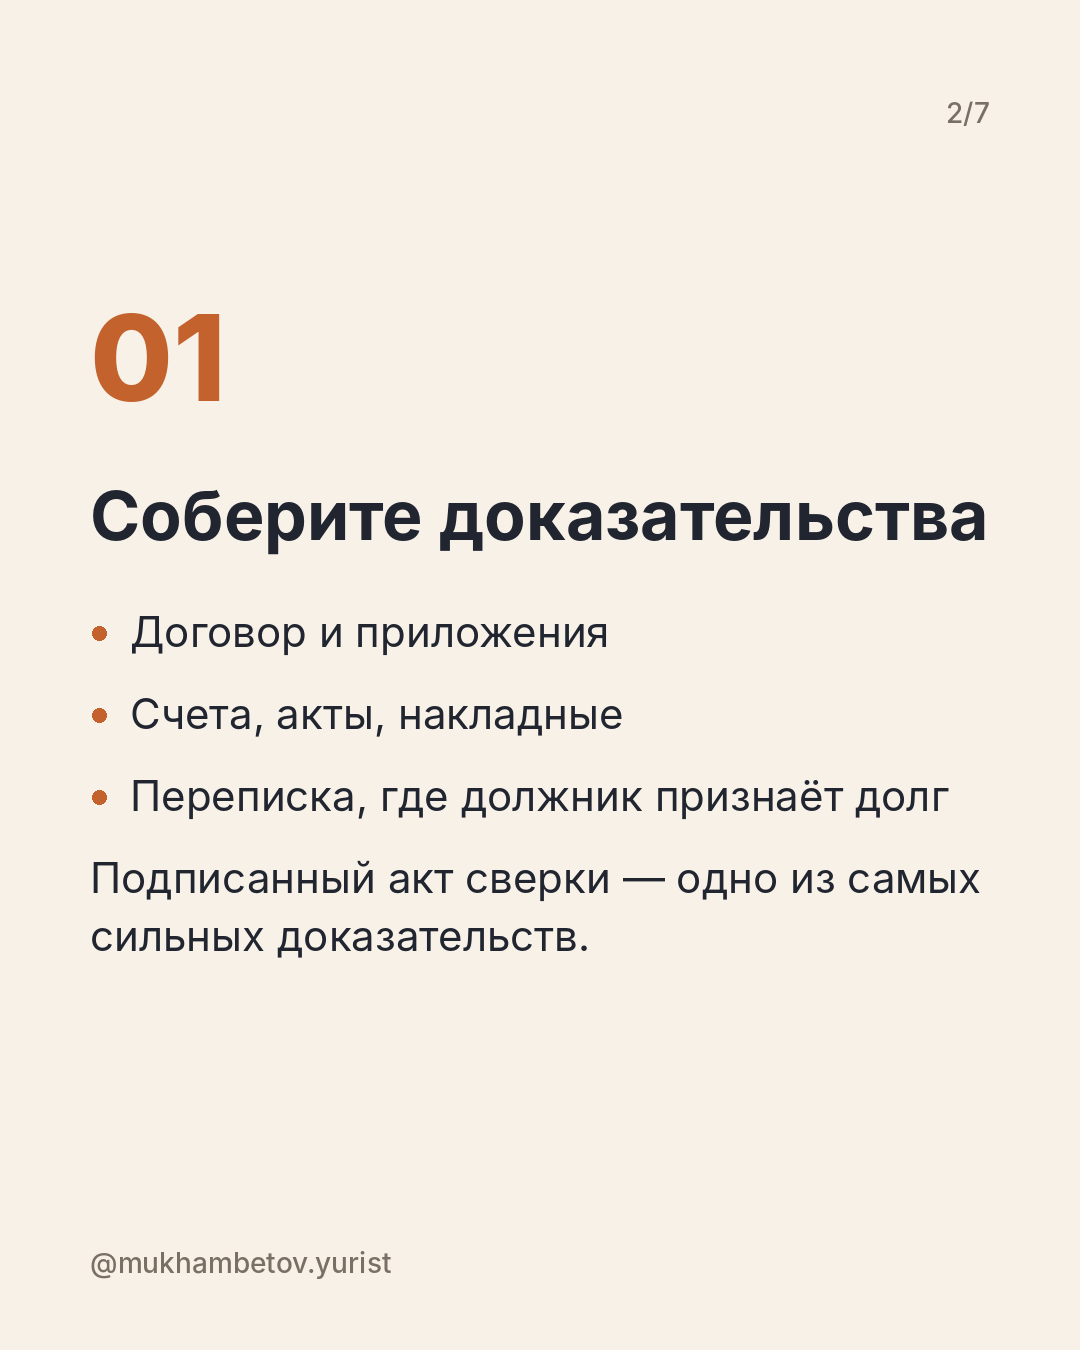 2/7
01
Соберите доказательства
• Договор и приложения
• Счета, акты, накладные
• Переписка, где должник признаёт долг
Подписанный акт сверки — одно из самых
сильных доказательств.
@mukhambetov.yurist